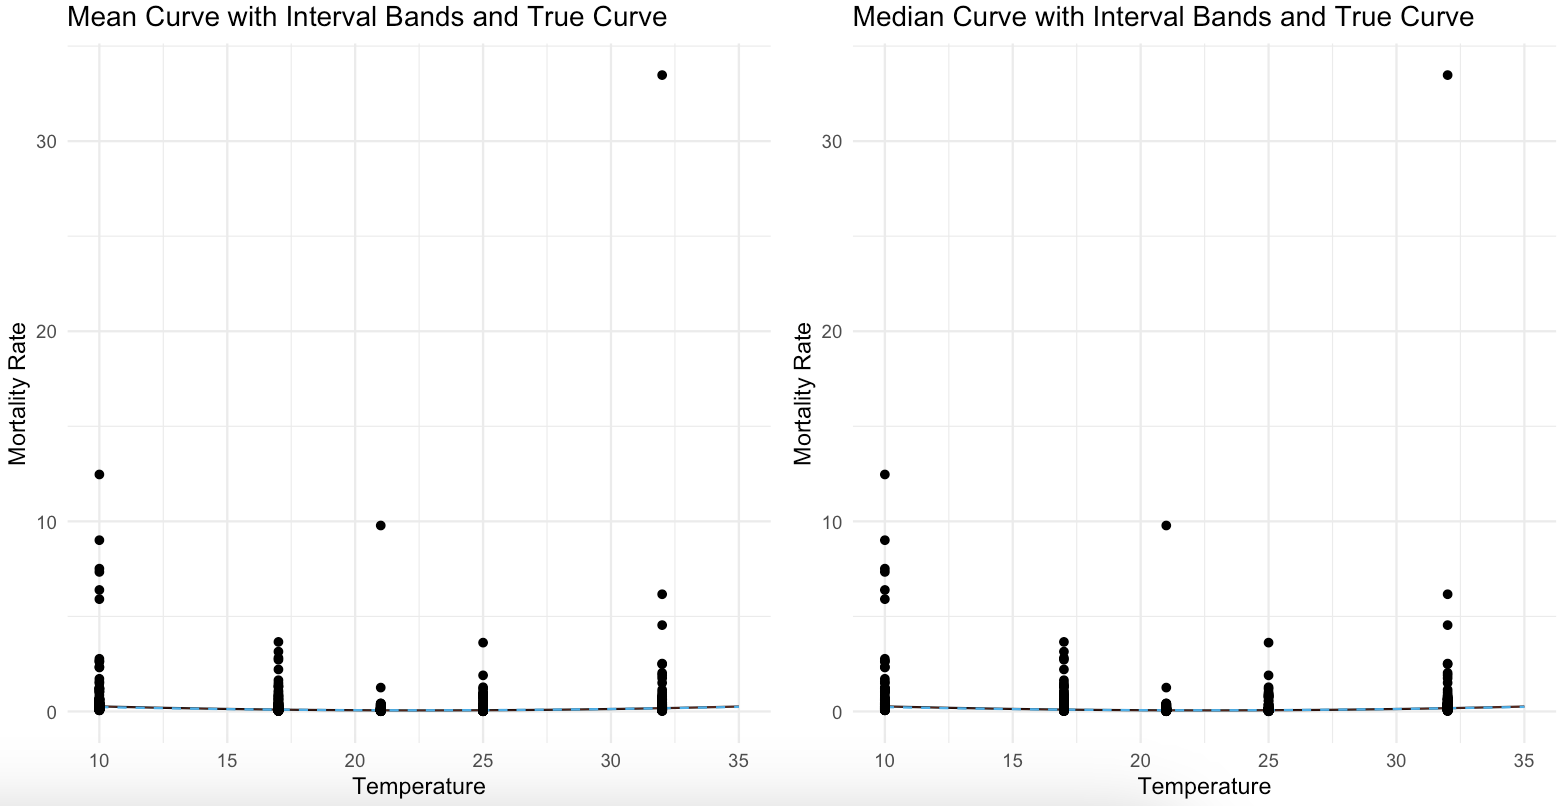 Mean Curve with Interval Bands and True Curve
Mortality Rate
30
20
10
0
10 15 20 25 30 35
Temperature
Median Curve with Interval Bands and True Curve
Mortality Rate
30
20
10
0
10 15 20 25 30 35
Temperature